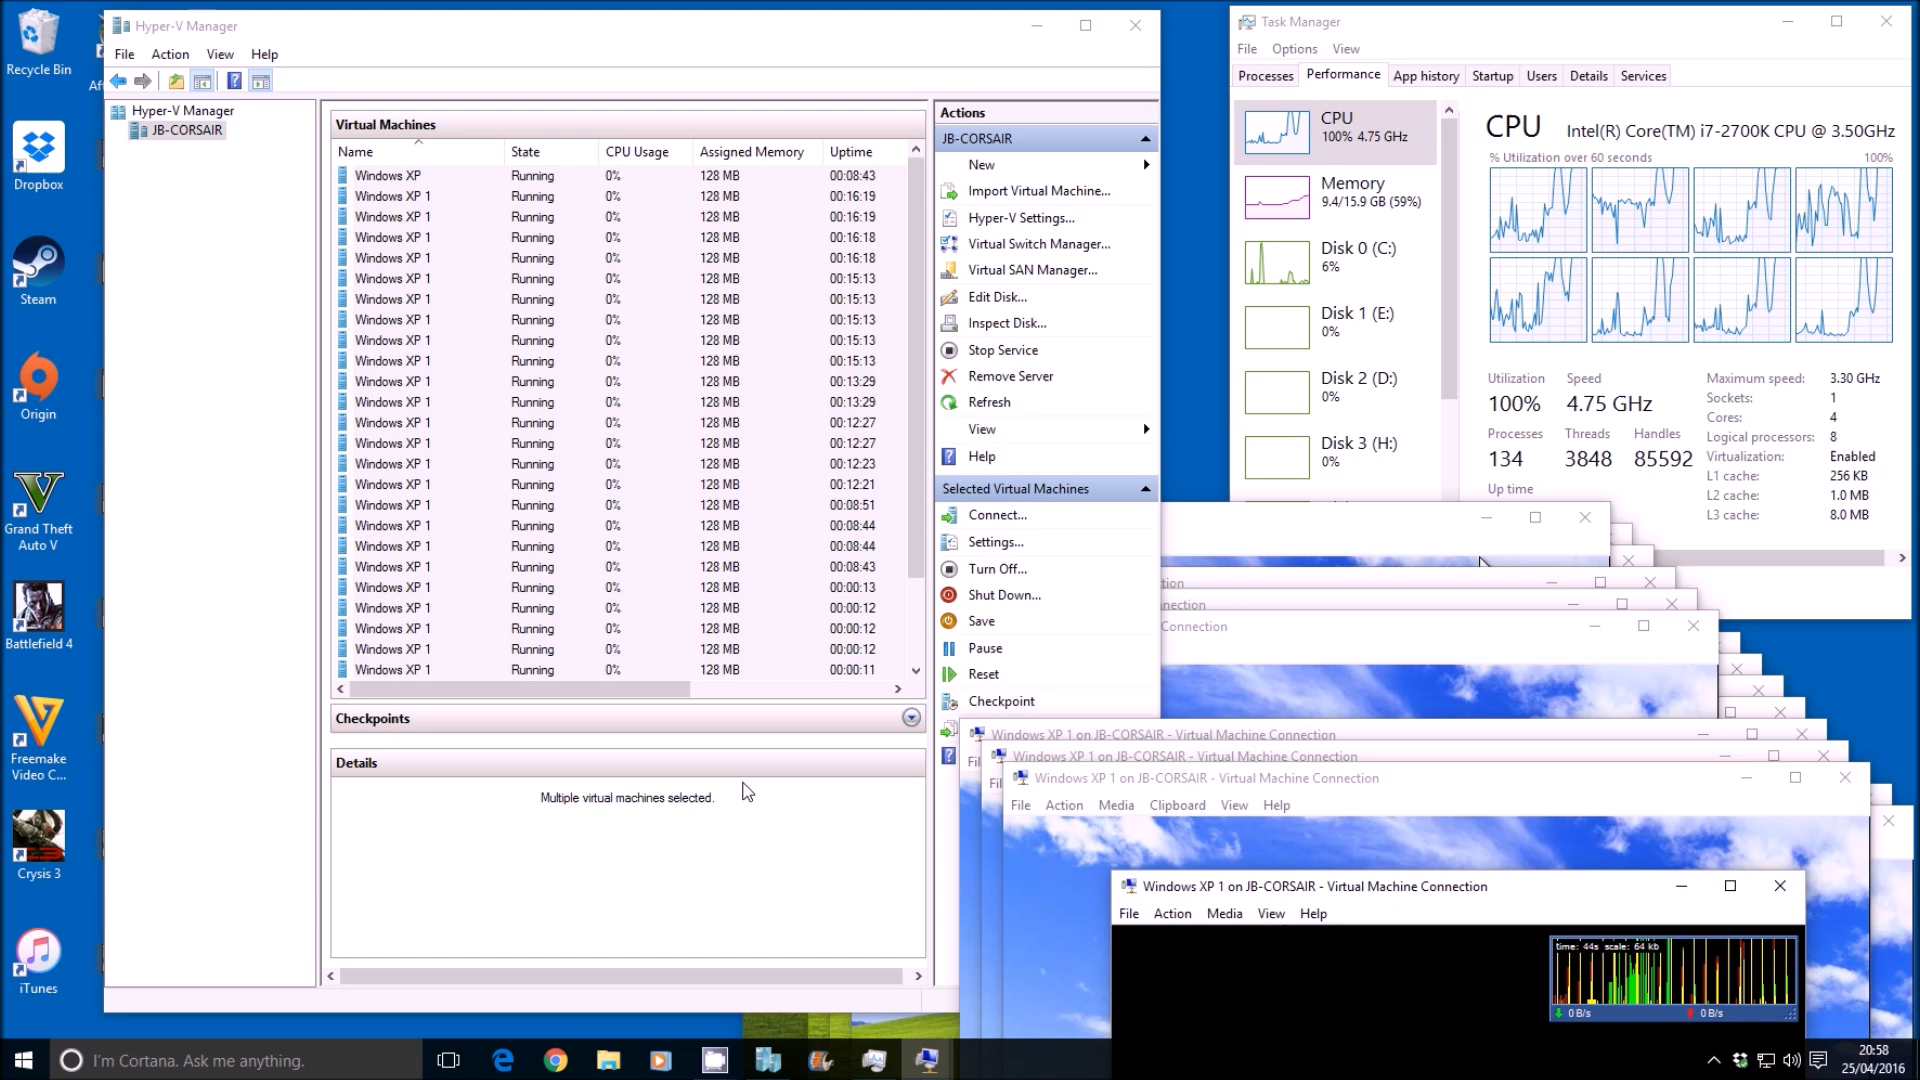 Recycle Bin
Dropbox
Steam
Origin
Grand Theft
Auto V
Battlefield 4
Freemake
Video C...
Crysis 3
iTunes
Af
Hyper-V Manager
File Action View Help
Hyper-V Manager
JB-CORSAIR
Virtual Machines
Name State CPU Usage Assigned Memory Uptime
Windows XP Running 0% 128 MB 00:08:43
Windows XP 1 Running 0% 128 MB 00:16:19
Windows XP 1 Running 0% 128 MB 00:16:19
Windows XP 1 Running 0% 128 MB 00:16:18
Windows XP 1 Running 0% 128 MB 00:16:18
Windows XP 1 Running 0% 128 MB 00:15:13
Windows XP 1 Running 0% 128 MB 00:15:13
Windows XP 1 Running 0% 128 MB 00:15:13
Windows XP 1 Running 0% 128 MB 00:15:13
Windows XP 1 Running 0% 128 MB 00:15:13
Windows XP 1 Running 0% 128 MB 00:13:29
Windows XP 1 Running 0% 128 MB 00:13:29
Windows XP 1 Running 0% 128 MB 00:12:27
Windows XP 1 Running 0% 128 MB 00:12:27
Windows XP 1 Running 0% 128 MB 00:12:23
Windows XP 1 Running 0% 128 MB 00:12:21
Windows XP 1 Running 0% 128 MB 00:08:51
Windows XP 1 Running 0% 128 MB 00:08:44
Windows XP 1 Running 0% 128 MB 00:08:44
Windows XP 1 Running 0% 128 MB 00:08:43
Windows XP 1 Running 0% 128 MB 00:00:13
Windows XP 1 Running 0% 128 MB 00:00:12
Windows XP 1 Running 0% 128 MB 00:00:12
Windows XP 1 Running 0% 128 MB 00:00:12
Windows XP 1 Running 0% 128 MB 00:00:11
Checkpoints
Details
Multiple virtual machines selected.
Actions
JB-CORSAIR
New
Import Virtual Machine...
Hyper-V Settings...
Virtual Switch Manager...
Virtual SAN Manager...
Edit Disk...
Inspect Disk...
Stop Service
Remove Server
Refresh
View
Help
Selected Virtual Machines
Connect...
Settings...
Turn Off...
Shut Down...
Save
Pause
Reset
Checkpoint
Task Manager
File Options View
Processes Performance App history Startup Users Details Services
CPU
100% 4.75 GHz
Memory
9.4/15.9 GB (59%)
Disk 0 (C:)
6%
Disk 1 (E:)
0%
Disk 2 (D:)
0%
Disk 3 (H:)
0%
CPU Intel(R) Core(TM) i7-2700K CPU @ 3.50GHz
% Utilization over 60 seconds 100%
Utilization Speed
100% 4.75 GHz
Processes Threads Handles
134 3848 85592
Up time
Maximum speed: 3.30 GHz
Sockets: 1
Cores: 4
Logical processors: 8
Virtualization: Enabled
L1 cache: 256 KB
L2 cache: 1.0 MB
L3 cache: 8.0 MB
tion
nection
Connection
Windows XP 1 on JB-CORSAIR - Virtual Machine Connection
Fil
Windows XP 1 on JB-CORSAIR - Virtual Machine Connection
Fil
Windows XP 1 on JB-CORSAIR - Virtual Machine Connection
File Action Media Clipboard View Help
Windows XP 1 on JB-CORSAIR - Virtual Machine Connection
File Action Media View Help
time: 44s scale: 64 kb
0 B/s 0 B/s
I'm Cortana. Ask me anything.
20:58
25/04/2016